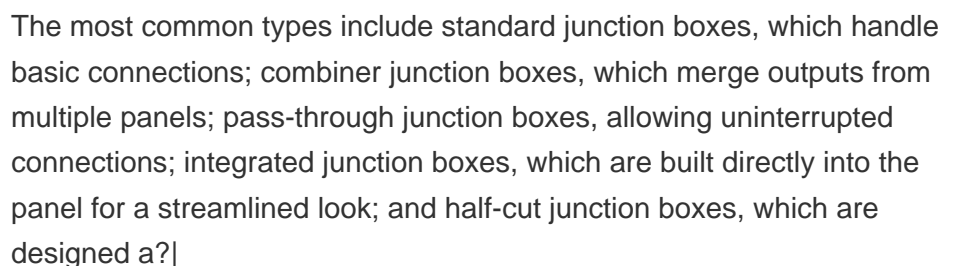 The most common types include standard junction boxes, which handle
basic connections; combiner junction boxes, which merge outputs from
multiple panels; pass-through junction boxes, allowing uninterrupted
connections; integrated junction boxes, which are built directly into the
panel for a streamlined look; and half-cut junction boxes, which are
designed a?|